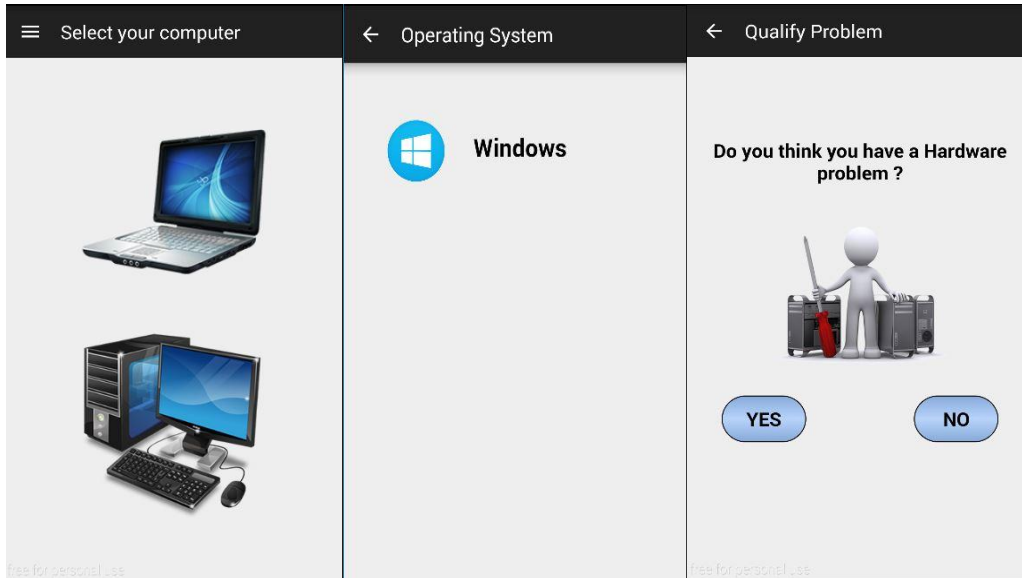 Select your computer
Operating System
Qualify Problem
Windows
Do you think you have a Hardware
problem ?
YES
NO
free for personal use
free for personal use